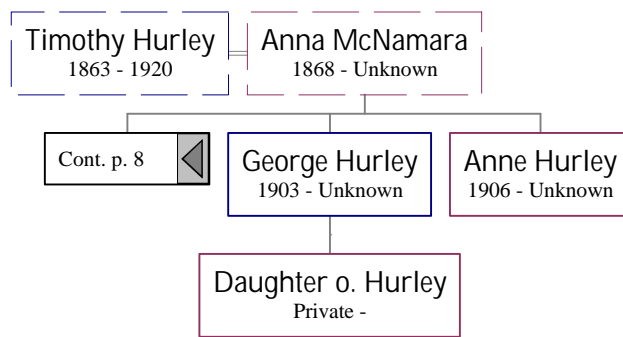 Timothy Hurley
1863 - 1920
Anna McNamara
1868 - Unknown
Cont. p. 8
George Hurley
1903 - Unknown
Anne Hurley
1906 - Unknown
Daughter o. Hurley
Private -